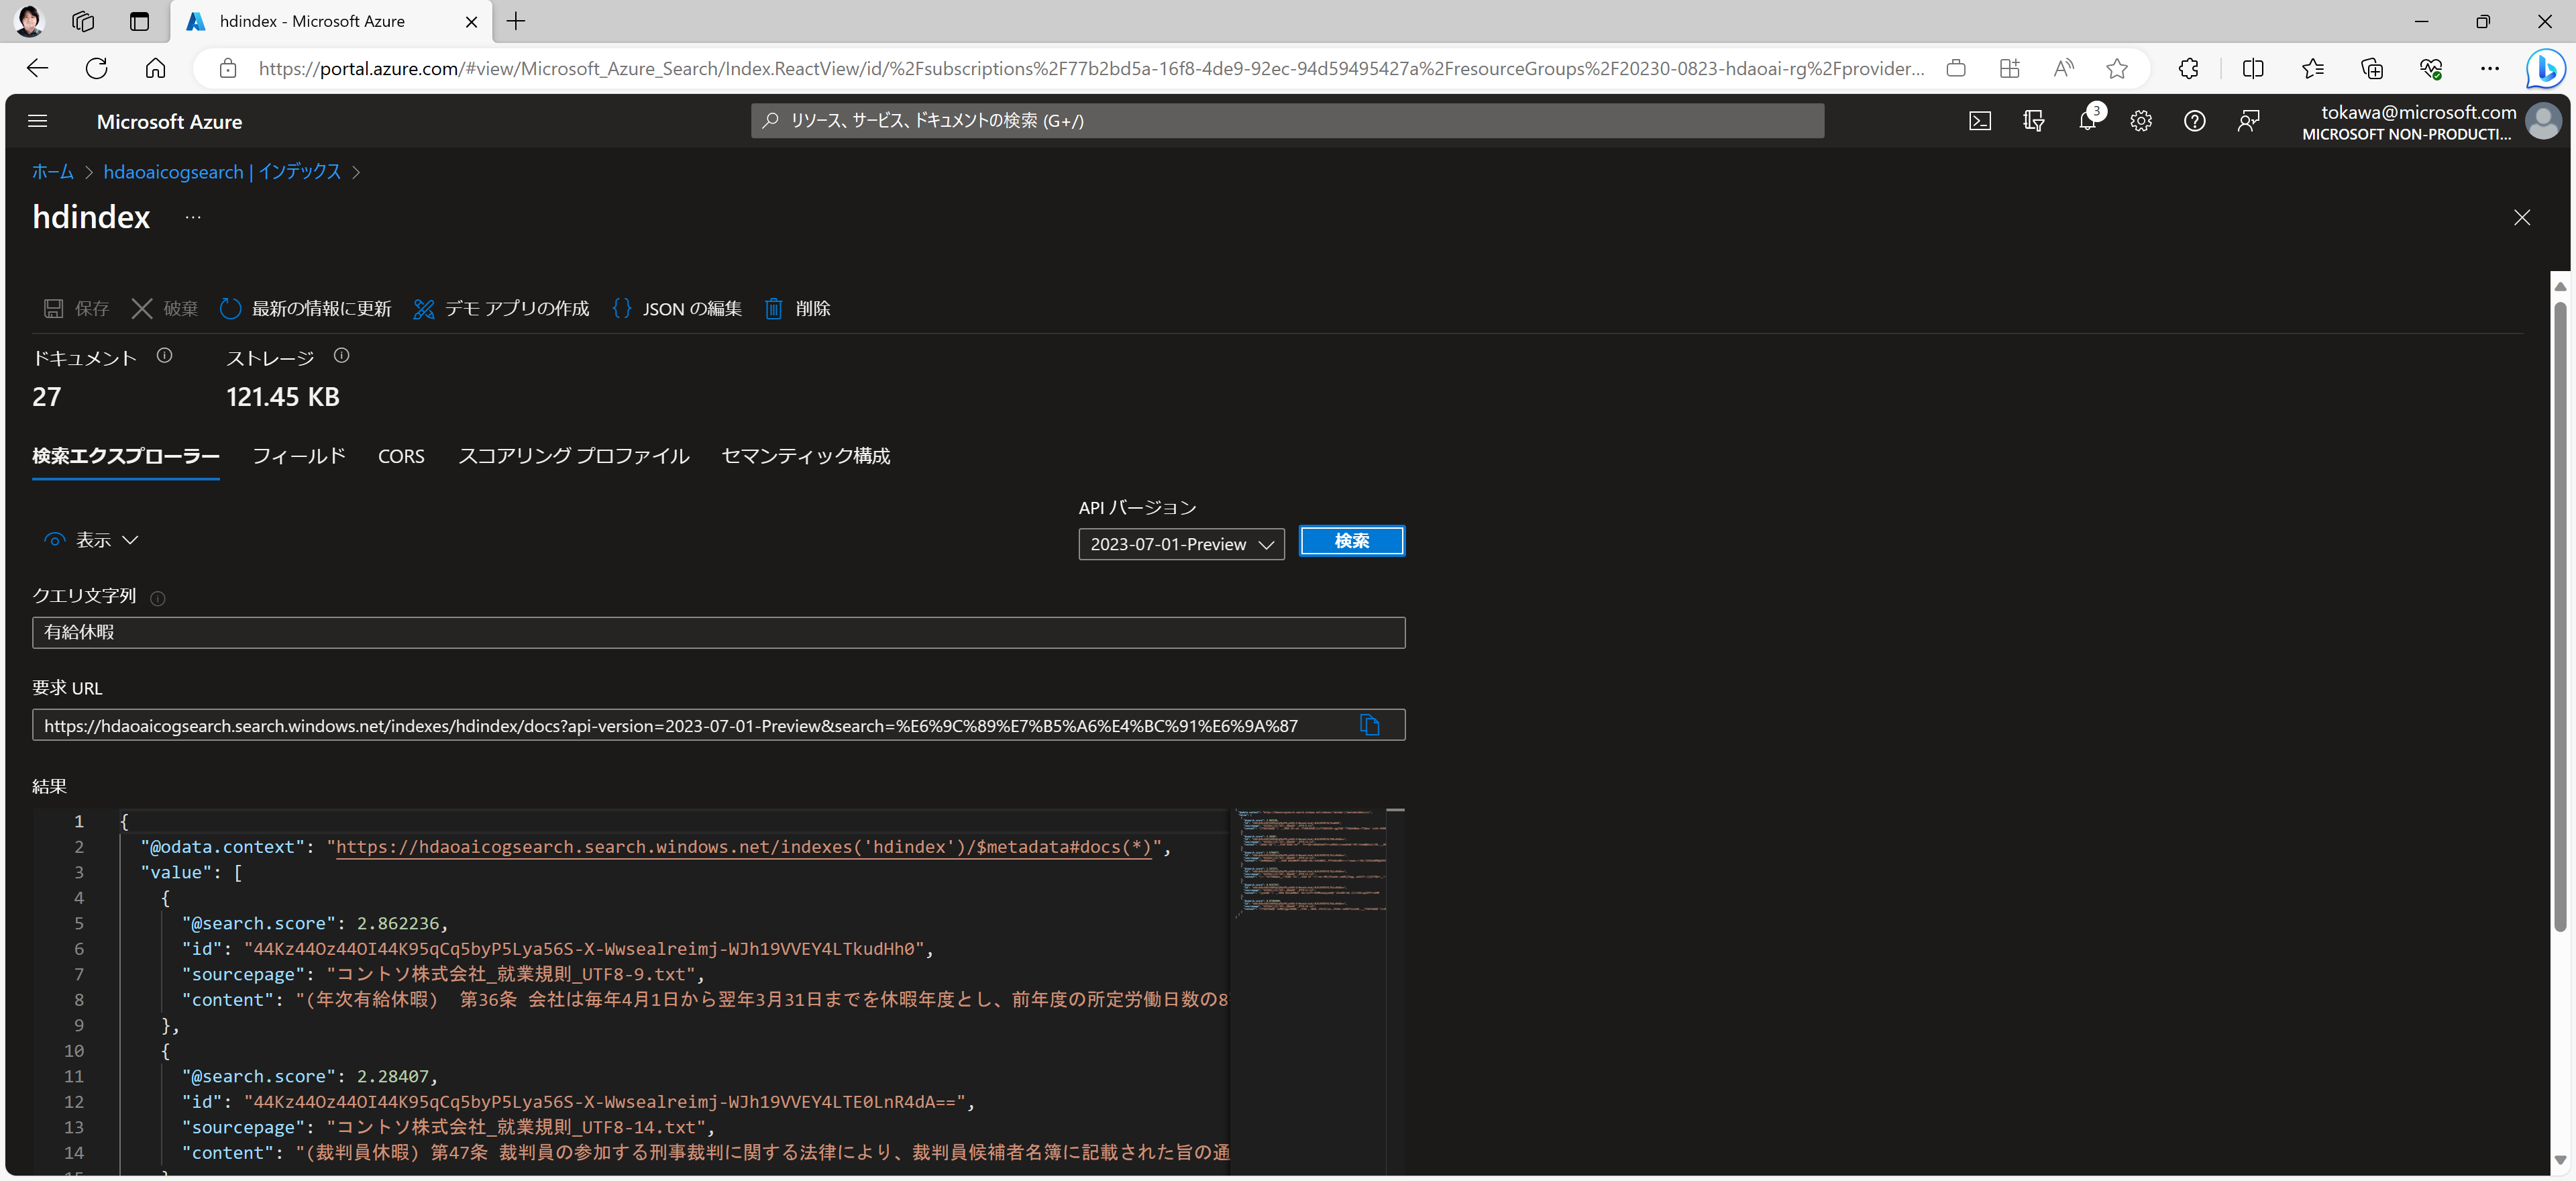 hdindex - Microsoft Azure
https://portal.azure.com/#view/Microsoft_Azure_Search/Index.ReactView/id/%2Fsubscriptions%2F77b2bd5a-16f8-4de9-92ec-94d59495427a%2FresourceGroups%2F20230-0823-hdaoai-rg%2Fprovider...
Microsoft Azure
リソース、サービス、ドキュメントの検索 (G+/)
3
tokawa@microsoft.com
MICROSOFT NON-PRODUCTI...
ホーム > hdaoaicogsearch | インデックス >
hdindex ...
保存 破棄 最新の情報に更新 デモ アプリの作成 {} JSON の編集 削除
ドキュメント ストレージ
27 121.45 KB
検索エクスプローラー フィールド CORS スコアリング プロファイル セマンティック構成
API バージョン
表示 2023-07-01-Preview 検索
クエリ文字列
有給休暇
要求 URL
https://hdaoaicogsearch.search.windows.net/indexes/hdindex/docs?api-version=2023-07-01-Preview&search=%E6%9C%89%E7%B5%A6%E4%BC%91%E6%9A%87
結果
1 {
2 "@odata.context": "https://hdaoaicogsearch.search.windows.net/indexes('hdindex')/$metadata#docs(*)",
3 "value": [
4 {
5 "@search.score": 2.862236,
6 "id": "44Kz44Oz44OI44K95qCq5byP5Lya56S-X-Wwsealreimj-WJh19VVEY4LTkudHh0",
7 "sourcepage": "コントソ株式会社_就業規則_UTF8-9.txt",
8 "content": "(年次有給休暇) 第36条 会社は毎年4月1日から翌年3月31日までを休暇年度とし、前年度の所定労働日数の8
9 },
10 {
11 "@search.score": 2.28407,
12 "id": "44Kz44Oz44OI44K95qCq5byP5Lya56S-X-Wwsealreimj-WJh19VVEY4LTE0LnR4dA==",
13 "sourcepage": "コントソ株式会社_就業規則_UTF8-14.txt",
14 "content": "(裁判員休暇) 第47条 裁判員の参加する刑事裁判に関する法律により、裁判員候補者名簿に記載された旨の通